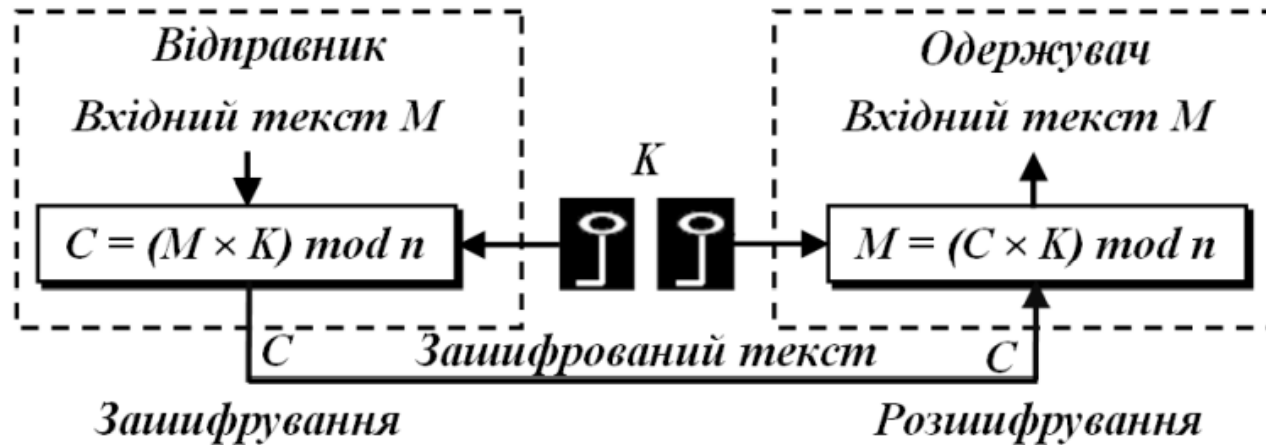 Відправник
Вхідний текст M
C = (M × K) mod n
K
Одержувач
Вхідний текст M
M = (C × K) mod n
C
Зашифрований текст
C
Зашифрування
Розшифрування